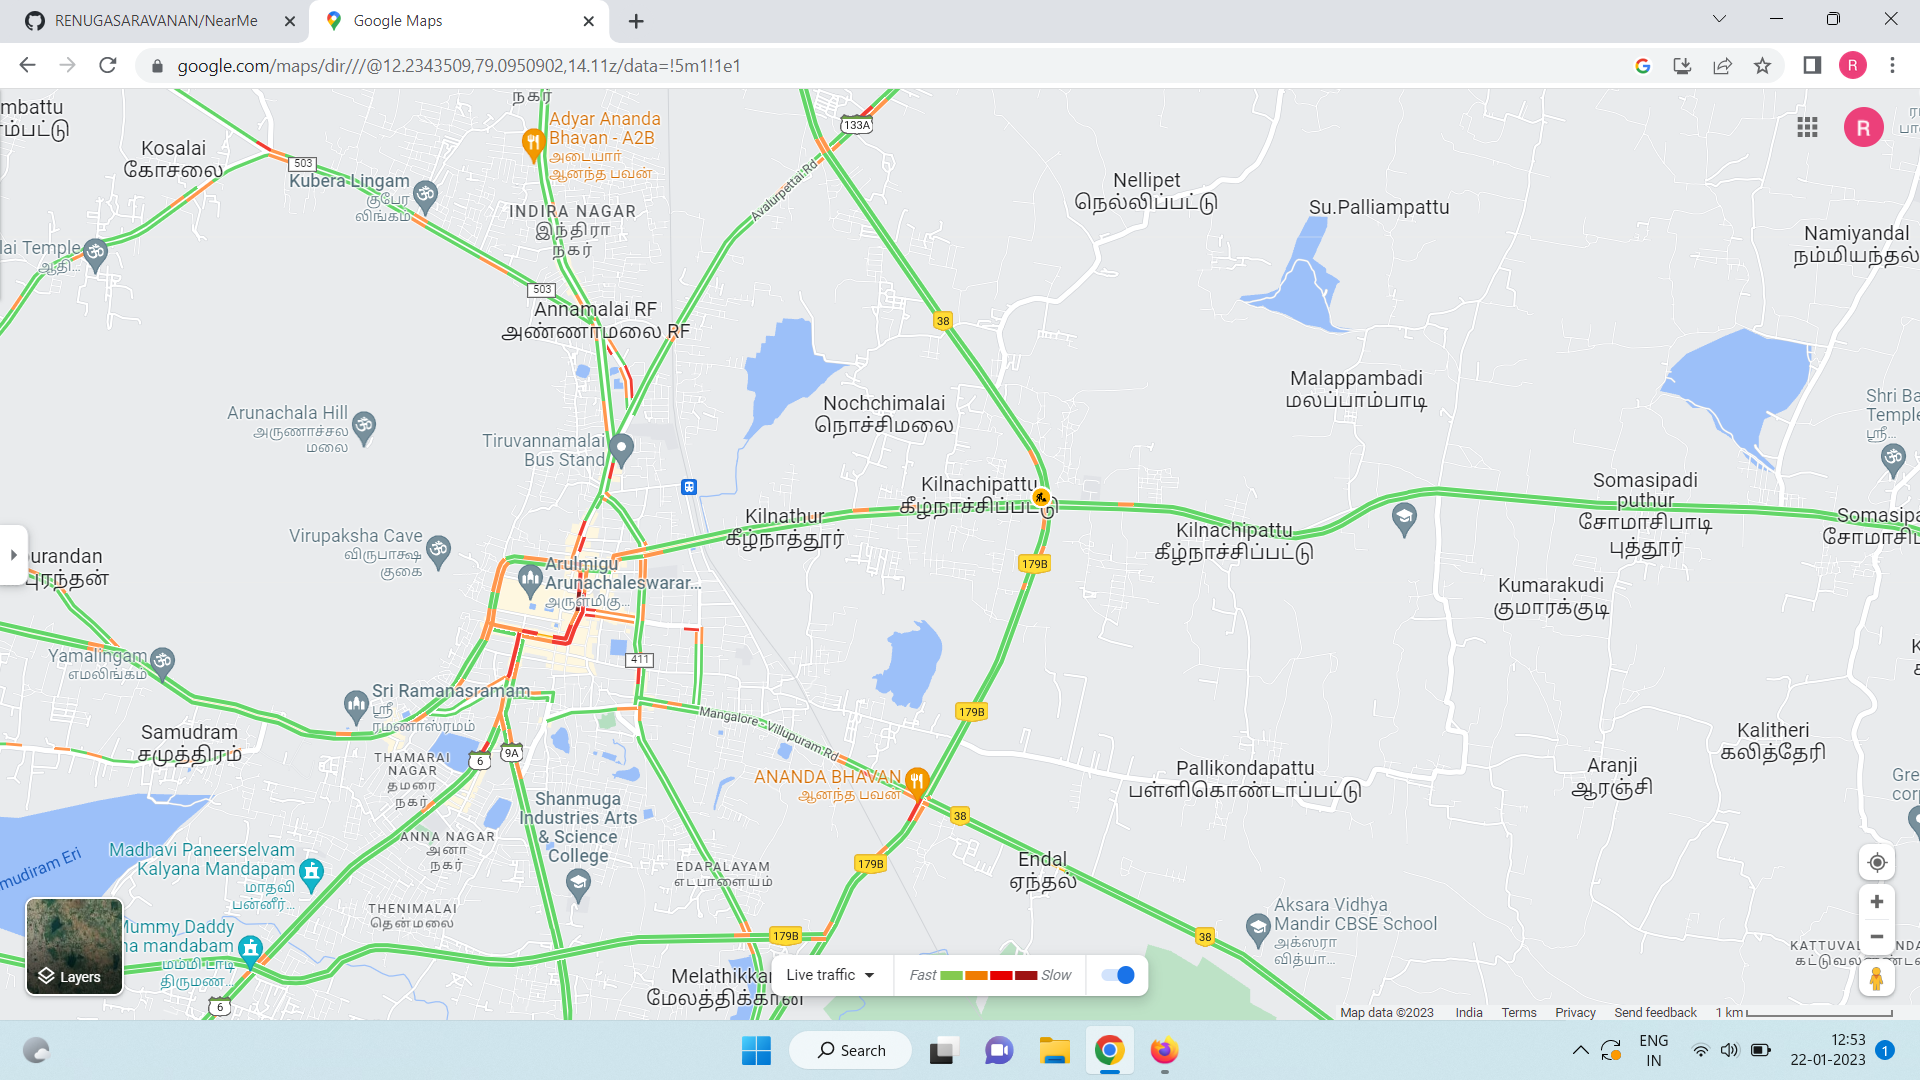 RENUGASARAVANAN/NearMe
Google Maps
google.com/maps/dir///@12.2343509,79.0950902,14.11z/data=!5m1!1e1
R
R
mbattu
Kosalai
கோசலை
503
Kubera Lingam
குபேர
லிங்கம்
நகர்
Adyar Ananda
Bhavan - A2B
அடையார்
ஆனந்த பவன்
INDIRA NAGAR
இந்திரா
நகர்
lai Temple
ஆதி...
503
Annamalai RF
அண்ணாமலை RF
Avalurpettai Rd
133A
38
Nellipet
நெல்லிப்பட்டு
Su.Palliampattu
Namiyandal
நம்மியந்தல்
Malappambadi
மலப்பாம்பாடி
Nochchimalai
நொச்சிமலை
Arunachala Hill
அருணாச்சல
மலை
Tiruvannamalai
Bus Stand
Shri Ba
Temple
ஸ்ரீ...
Kilnachipattu
கீழ்நாச்சிப்பட்டு
Kilnathur
கீழ்நாத்தூர்
Kilnachipattu
கீழ்நாச்சிப்பட்டு
Somasipadi
puthur
சோமாசிபாடி
புத்தூர்
Somasipa
சோமாசிப
Virupaksha Cave
விருபாக்ஷ
குகை
urandan
புரந்தன்
Arulmigu
Arunachaleswarar...
அருள்மிகு...
179B
Kumarakudi
குமாரக்குடி
Yamalingam
எமலிங்கம்
411
Sri Ramanasramam
ஸ்ரீ
ரமணாஸ்ரமம்
179B
Mangalore - Villupuram Rd
Samudram
சமுத்திரம்
6
9A
THAMARAI
NAGAR
தமரை
நகர்
Kalitheri
கலித்தேரி
Pallikondapattu
பள்ளிகொண்டாப்பட்டு
Aranji
ஆரஞ்சி
Gre
corp
ANANDA BHAVAN
ஆனந்த பவன்
38
Shanmuga
Industries Arts
& Science
College
ANNA NAGAR
அனா
நகர்
mudiram Eri
Madhavi Paneerselvam
Kalyana Mandapam
மாதவி
பன்னீர்...
179B
EDAPALAYAM
எடபாளையம்
Endal
ஏந்தல்
THENIMALAI
தென்மலை
Aksara Vidhya
Mandir CBSE School
அக்ஸரா
வித்யா...
38
Mummy Daddy
na mandabam
மம்மி டாடி
திருமண...
179B
6
Melathikkan
மேலத்திக்கான்
Layers
Live traffic
Fast
Slow
Map data ©2023
India
Terms
Privacy
Send feedback
1 km
Search
ENG
IN
12:53
22-01-2023
1